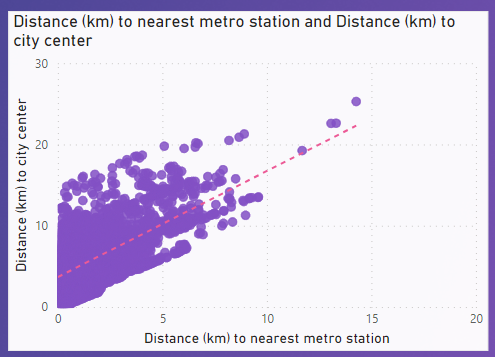 Distance (km) to nearest metro station and Distance (km) to
city center
30
20
10
0
Distance (km) to city center
0 5 10 15 20
Distance (km) to nearest metro station